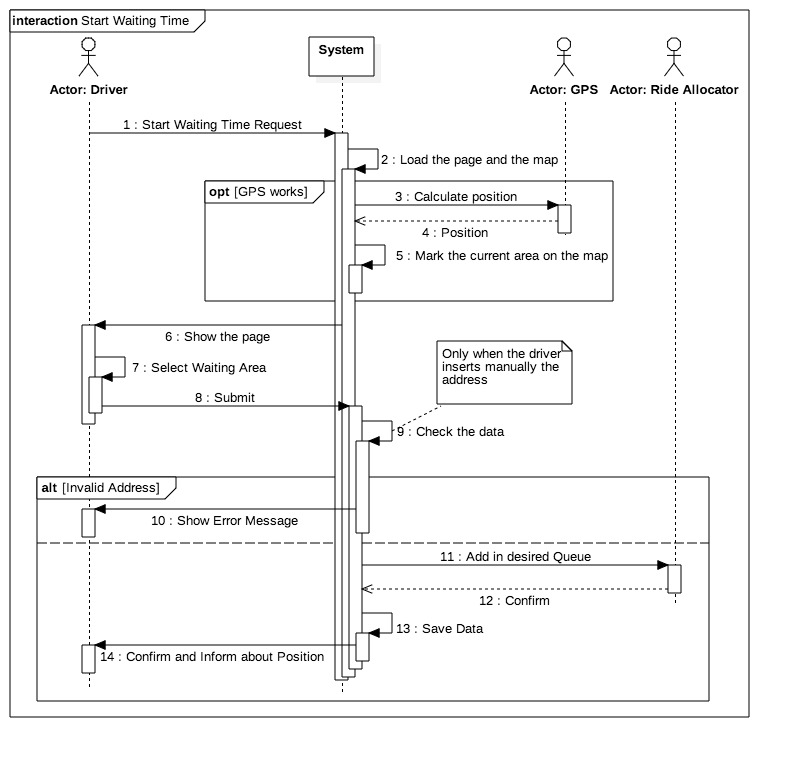 interaction Start Waiting Time
System
Actor: Driver
Actor: GPS
Actor: Ride Allocator
1 : Start Waiting Time Request
2 : Load the page and the map
opt [GPS works]
3 : Calculate position
4 : Position
5 : Mark the current area on the map
6 : Show the page
Only when the driver
inserts manually the
address
7 : Select Waiting Area
8 : Submit
9 : Check the data
alt [Invalid Address]
10 : Show Error Message
11 : Add in desired Queue
12 : Confirm
13 : Save Data
14 : Confirm and Inform about Position